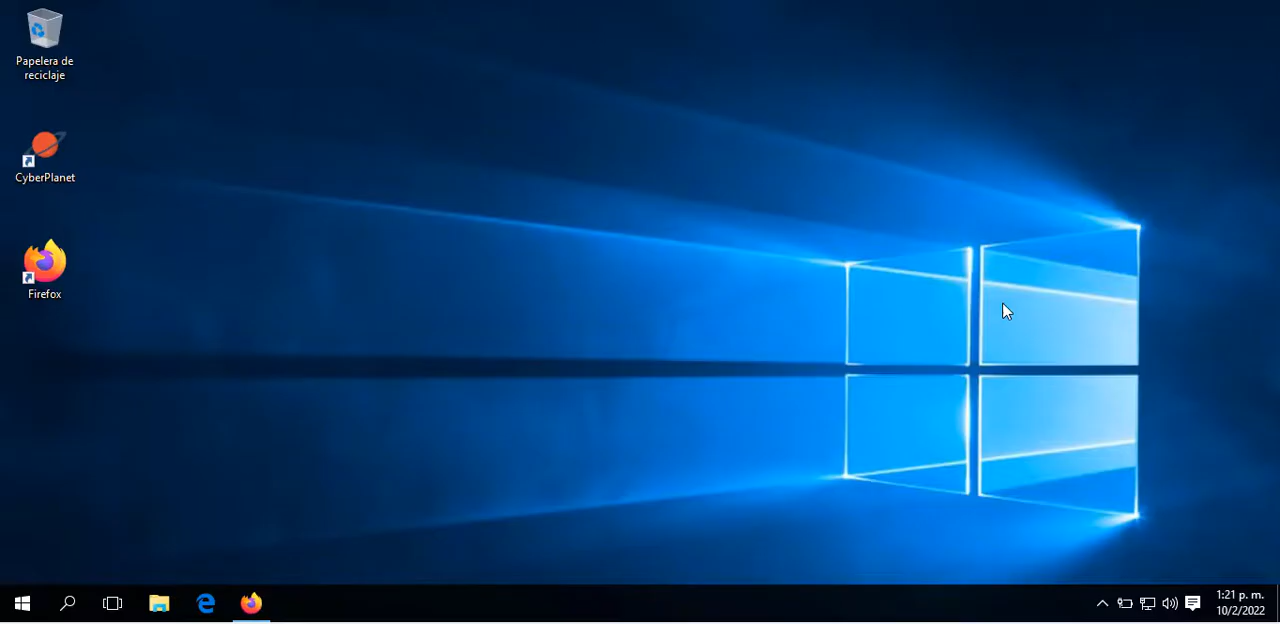 Papelera de
reciclaje
CyberPlanet
Firefox
1:21 p. m.
10/2/2022